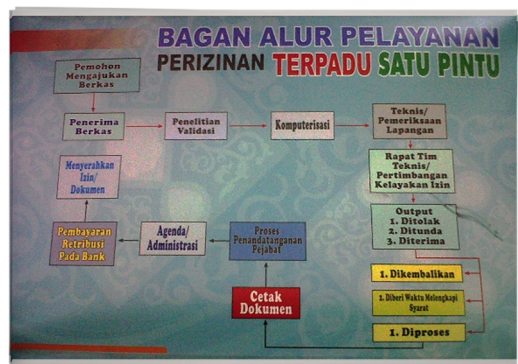 BAGAN ALUR PELAYANAN
PERIZINAN TERPADU SATU PINTU
Pemohon
Mengajukan
Berkas
Penerima
Berkas
Penelitian
Validasi
Komputerisasi
Teknis/
Pemeriksaan
Lapangan
Rapat Tim
Teknis/
Pertimbangan
Kelayakan Izin
Output
1. Ditolak
2. Ditunda
3. Diterima
1. Dikembalikan
1. Diberi Waktu Melengkapi
Syarat
1. Diproses
Cetak
Dokumen
Proses
Penandatanganan
Pejabat
Agenda/
Administrasi
Pembayaran
Retribusi
Pada Bank
Menyerahkan
Izin/
Dokumen